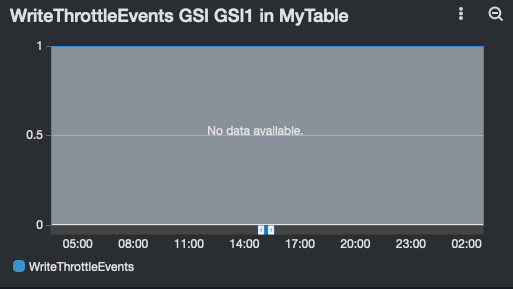 WriteThrottleEvents GSI GSI1 in MyTable
1
No data available.
0.5
0
05:00 08:00 11:00 14:00 17:00 20:00 23:00 02:00
WriteThrottleEvents